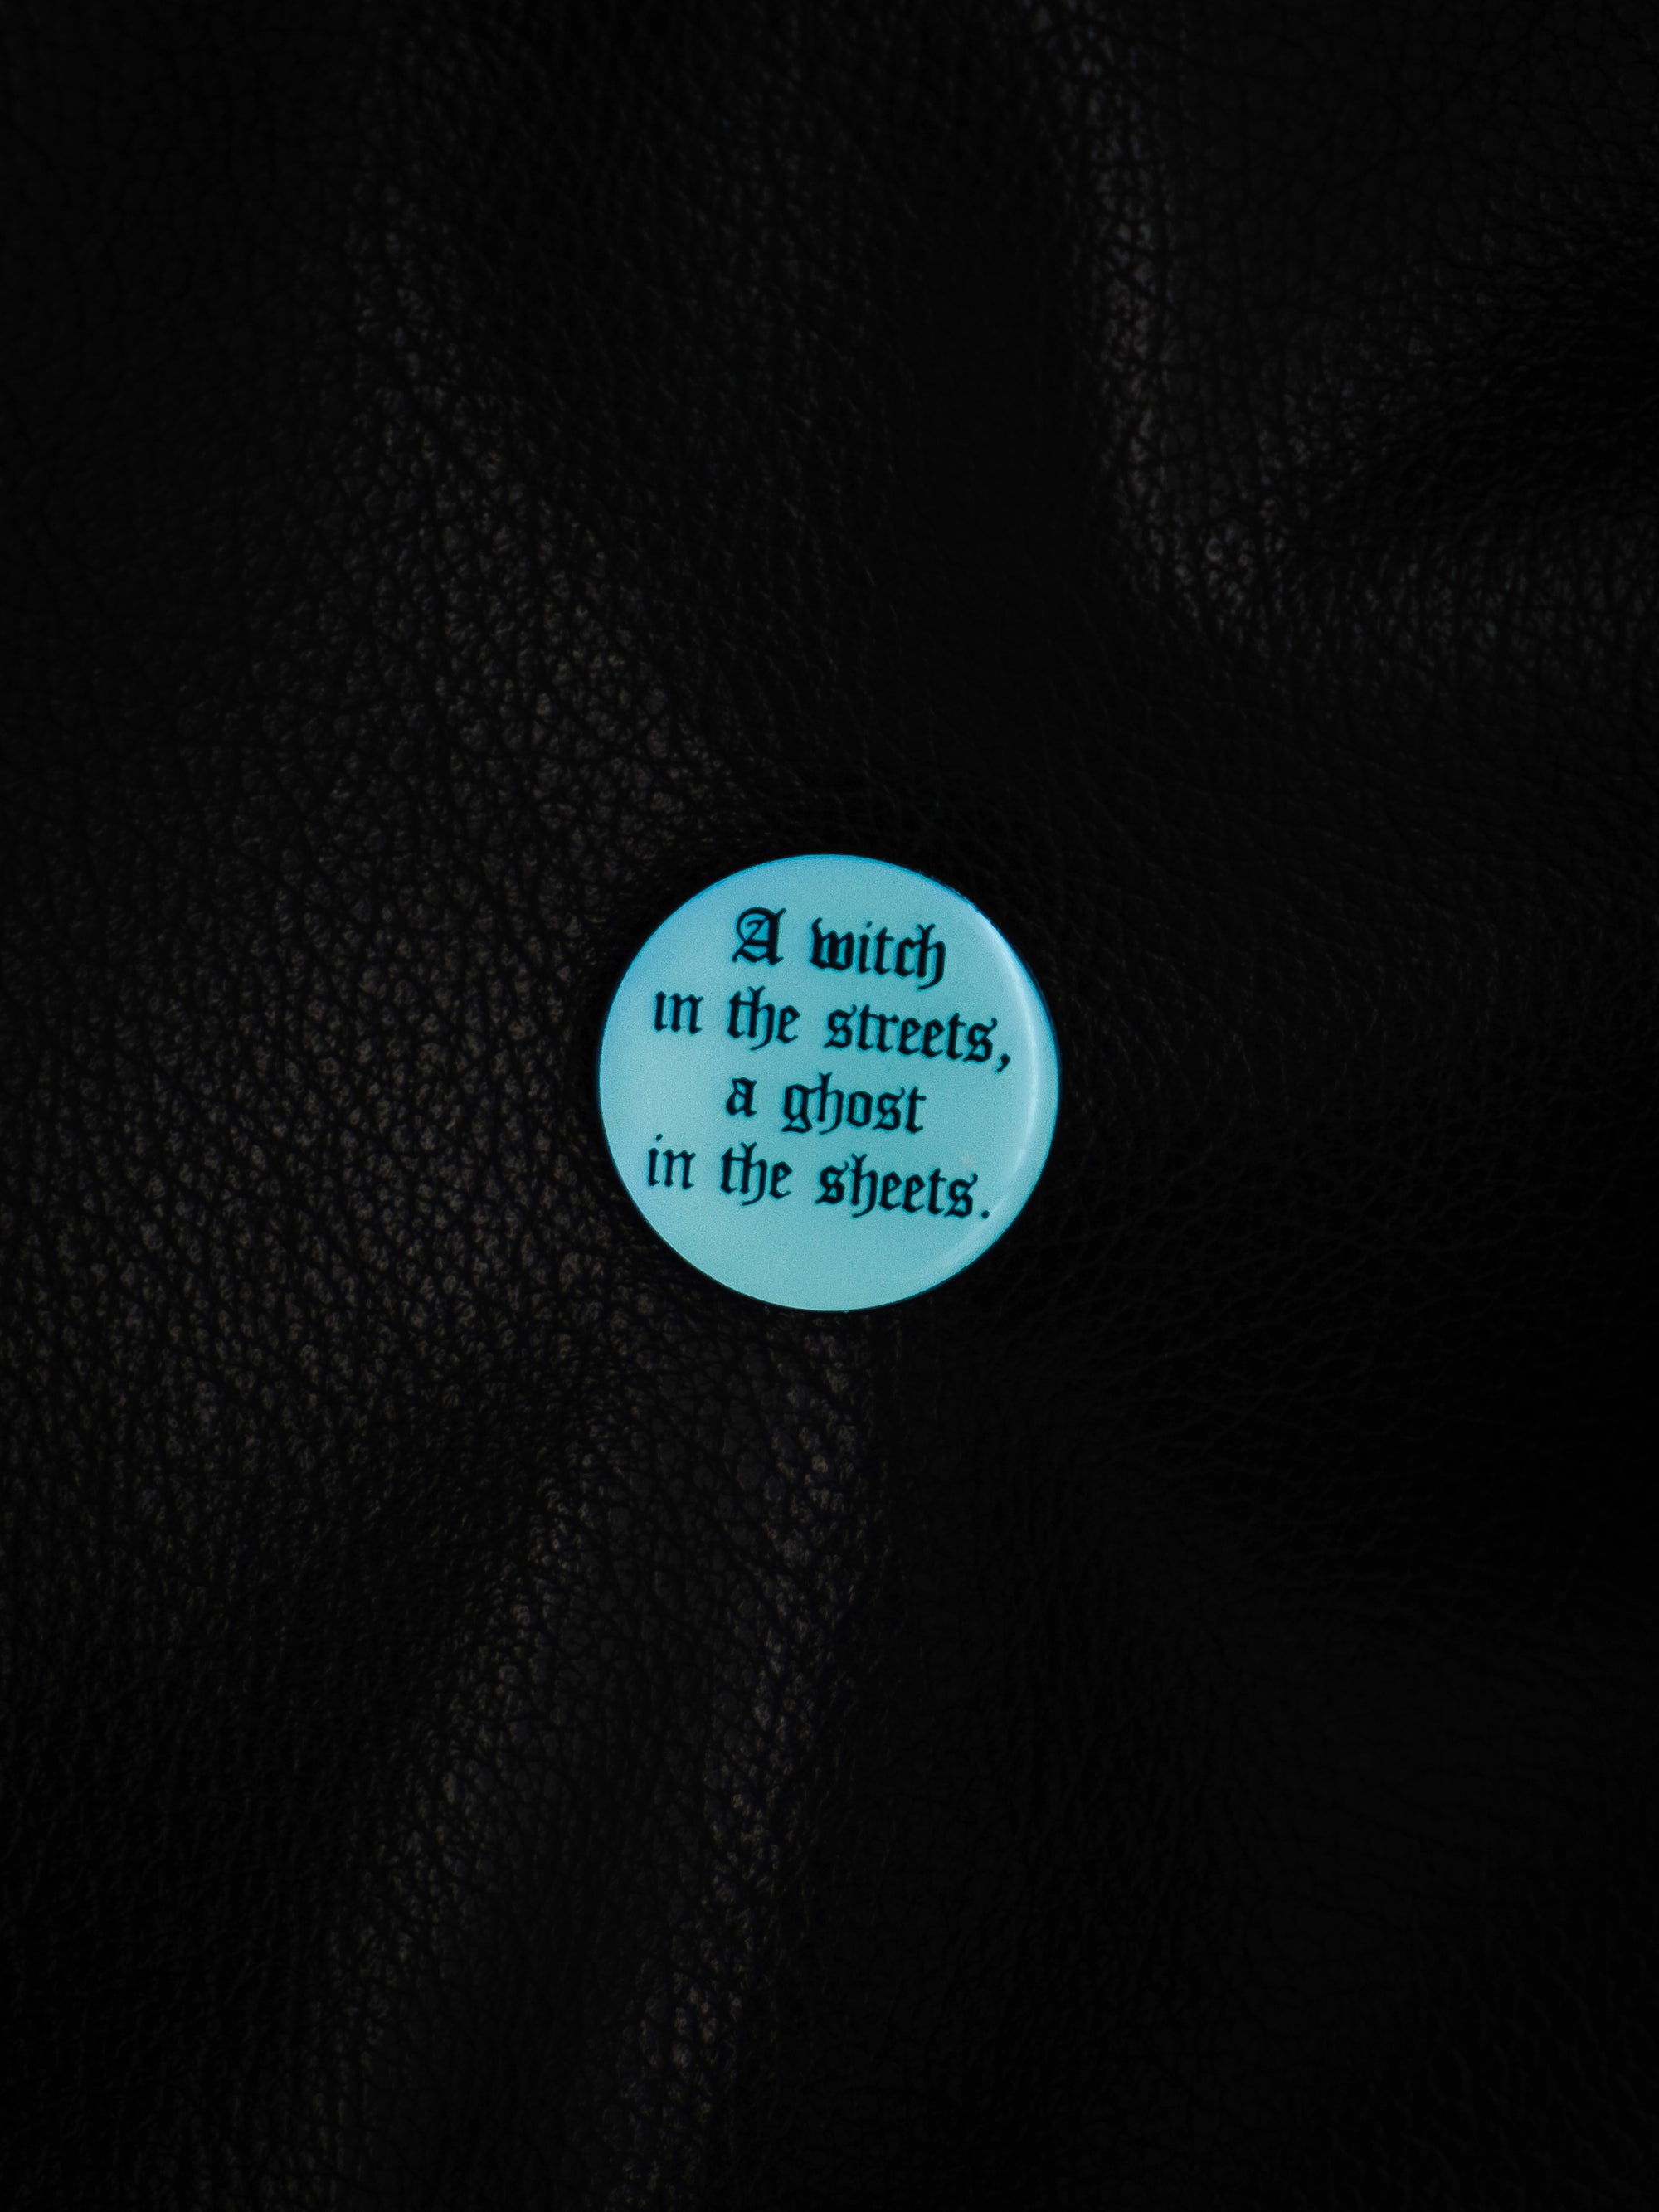 A witch
in the streets,
a ghost
in the sheets.